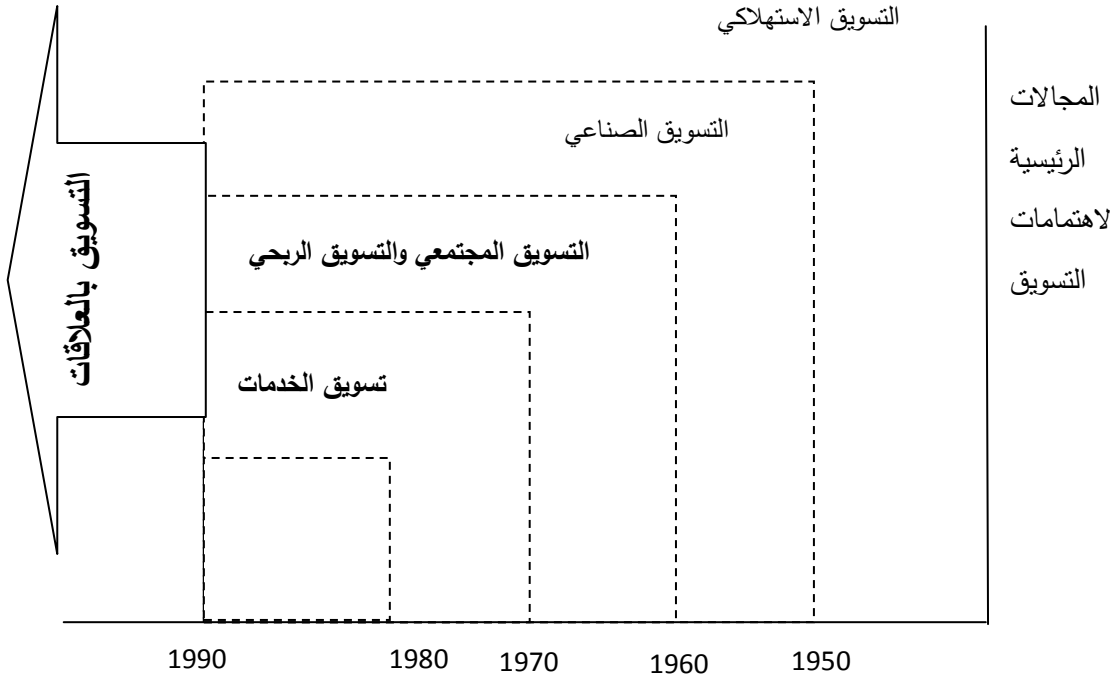 التسويق الاستهلاكي
المجالات
الرئيسية
لاهتمامات
التسويق
التسويق الصناعي
التسويق المجتمعي والتسويق الربحي
تسويق الخدمات
التسويق بالعلاقات
1950
1960
1970
1980
1990